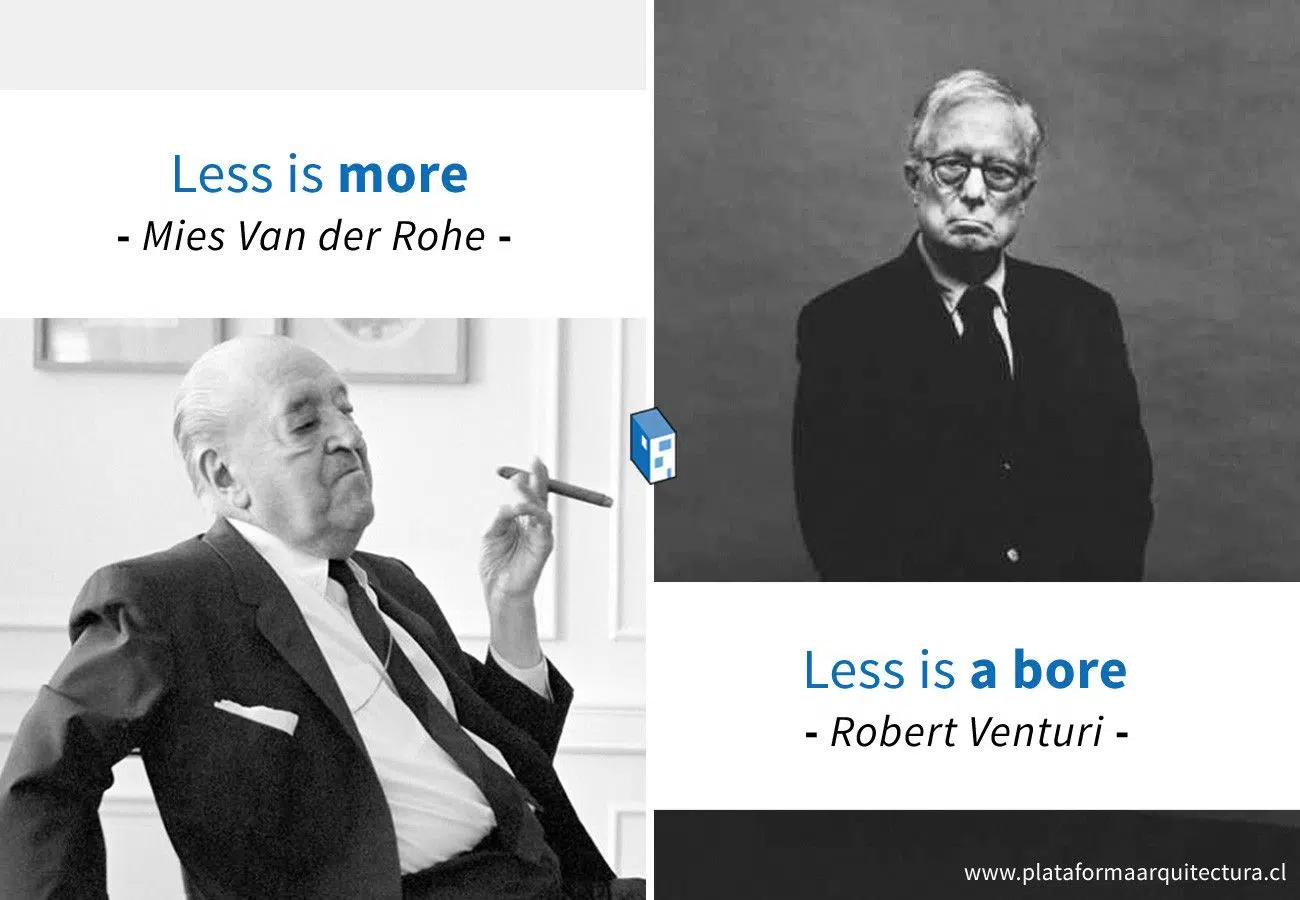 Less is more
- Mies Van der Rohe -
Less is a bore
- Robert Venturi -
www.plataformaarquitectura.cl